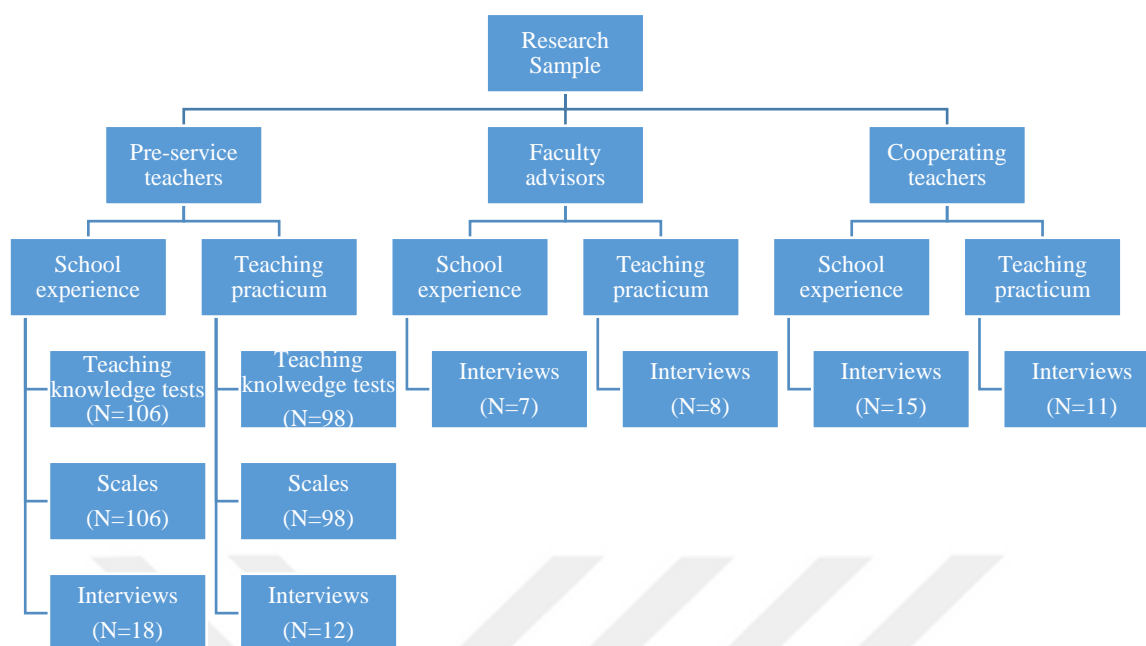 Research
Sample
Pre-service
teachers
Faculty
advisors
Cooperating
teachers
School
experience
Teaching
practicum
School
experience
Teaching
practicum
School
experience
Teaching
practicum
Teaching
knowledge tests
(N=106)
Teaching
knolwedge tests
(N=98)
Interviews
(N=7)
Interviews
(N=8)
Interviews
(N=15)
Interviews
(N=11)
Scales
(N=106)
Scales
(N=98)
Interviews
(N=18)
Interviews
(N=12)